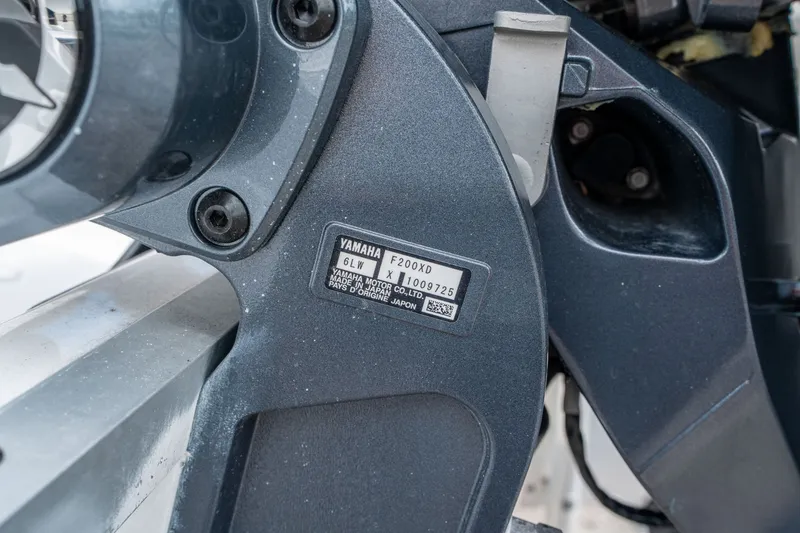 YAMAHA
F200XD
6LW
X 1009725
YAMAHA MOTOR CO.,LTD.
MADE IN JAPAN
PAYS D'ORIGINE JAPON